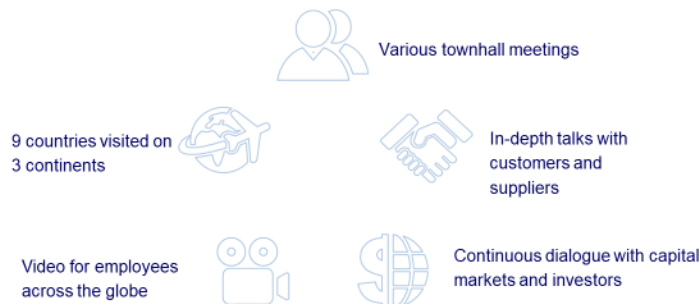 Various townhall meetings
9 countries visited on
3 continents
In-depth talks with
customers and
suppliers
Video for employees
across the globe
Continuous dialogue with capital
markets and investors